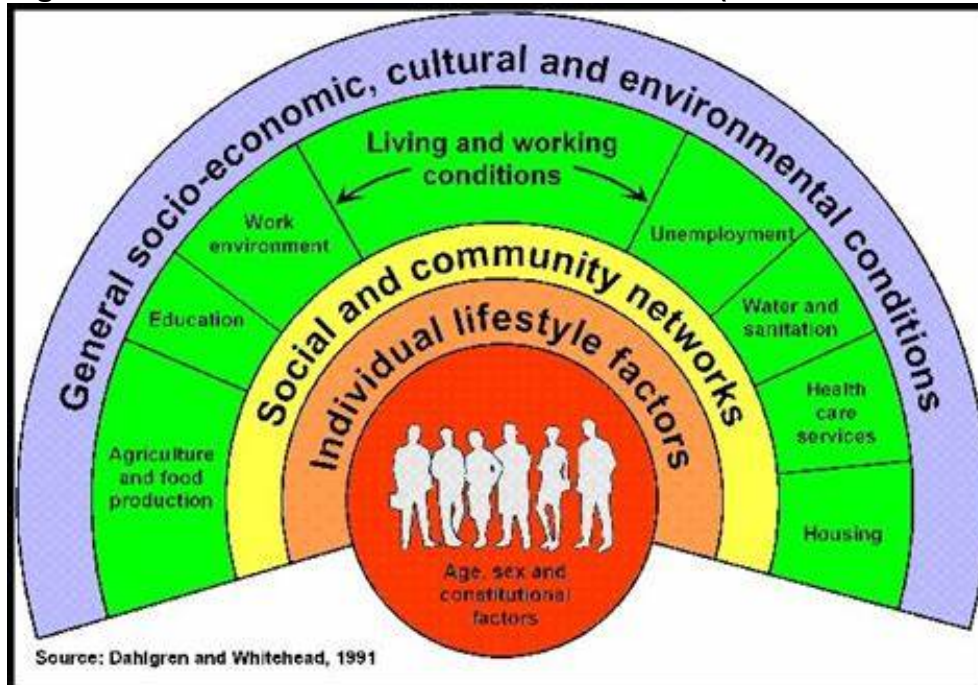 General socio-economic, cultural and environmental conditions
Living and working
conditions
Work
environment
Unemployment
Education
Water and
sanitation
Agriculture
and food
production
Health
care
services
Housing
Social and community networks
Individual lifestyle factors
Age, sex and
constitutional
factors
Source: Dahlgren and Whitehead, 1991